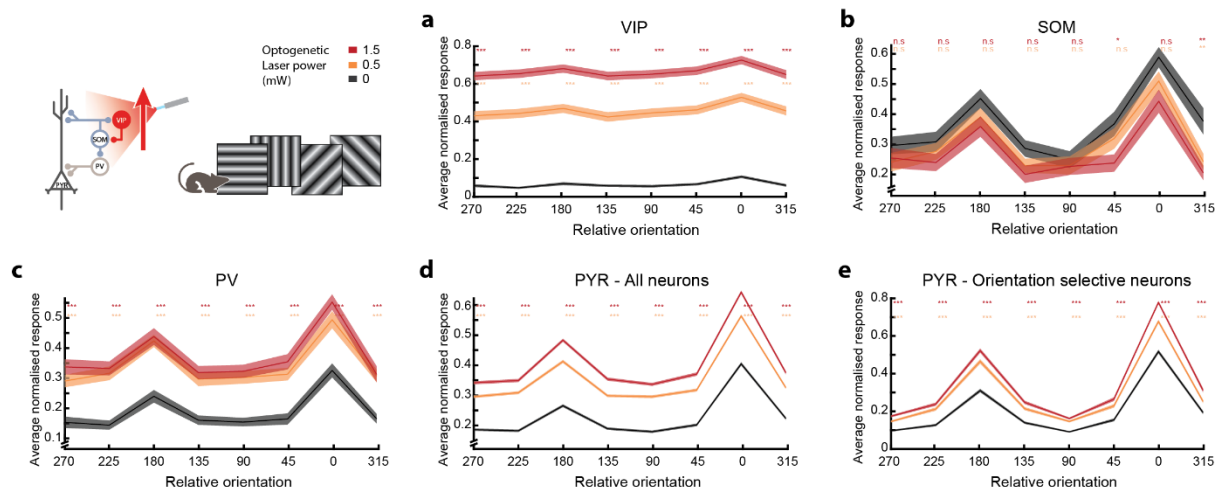 Optogenetic
Laser power
(mW)
1.5
0.5
0
VIP
SOM
PV
PYR
a
VIP
Average normalised response
0.8
0.6
0.4
0.2
0
*** *** *** *** *** *** *** ***
*** *** *** *** *** *** *** ***
270 225 180 135 90 45 0 315
Relative orientation
b
SOM
Average normalised response
0.6
0.5
0.4
0.3
0.2
n.s n.s n.s n.s n.s * n.s **
n.s n.s n.s n.s n.s n.s n.s **
270 225 180 135 90 45 0 315
Relative orientation
c
PV
Average normalised response
0.5
0.4
0.3
0.2
0.1
*** *** *** *** *** *** *** ***
*** *** *** *** *** *** *** ***
270 225 180 135 90 45 0 315
Relative orientation
d
PYR - All neurons
Average normalised response
0.6
0.5
0.4
0.3
0.2
*** *** *** *** *** *** *** ***
*** *** *** *** *** *** *** ***
270 225 180 135 90 45 0 315
Relative orientation
e
PYR - Orientation selective neurons
Average normalised response
0.8
0.6
0.4
0.2
0
*** *** *** *** *** *** *** ***
*** *** *** *** *** *** *** ***
270 225 180 135 90 45 0 315
Relative orientation